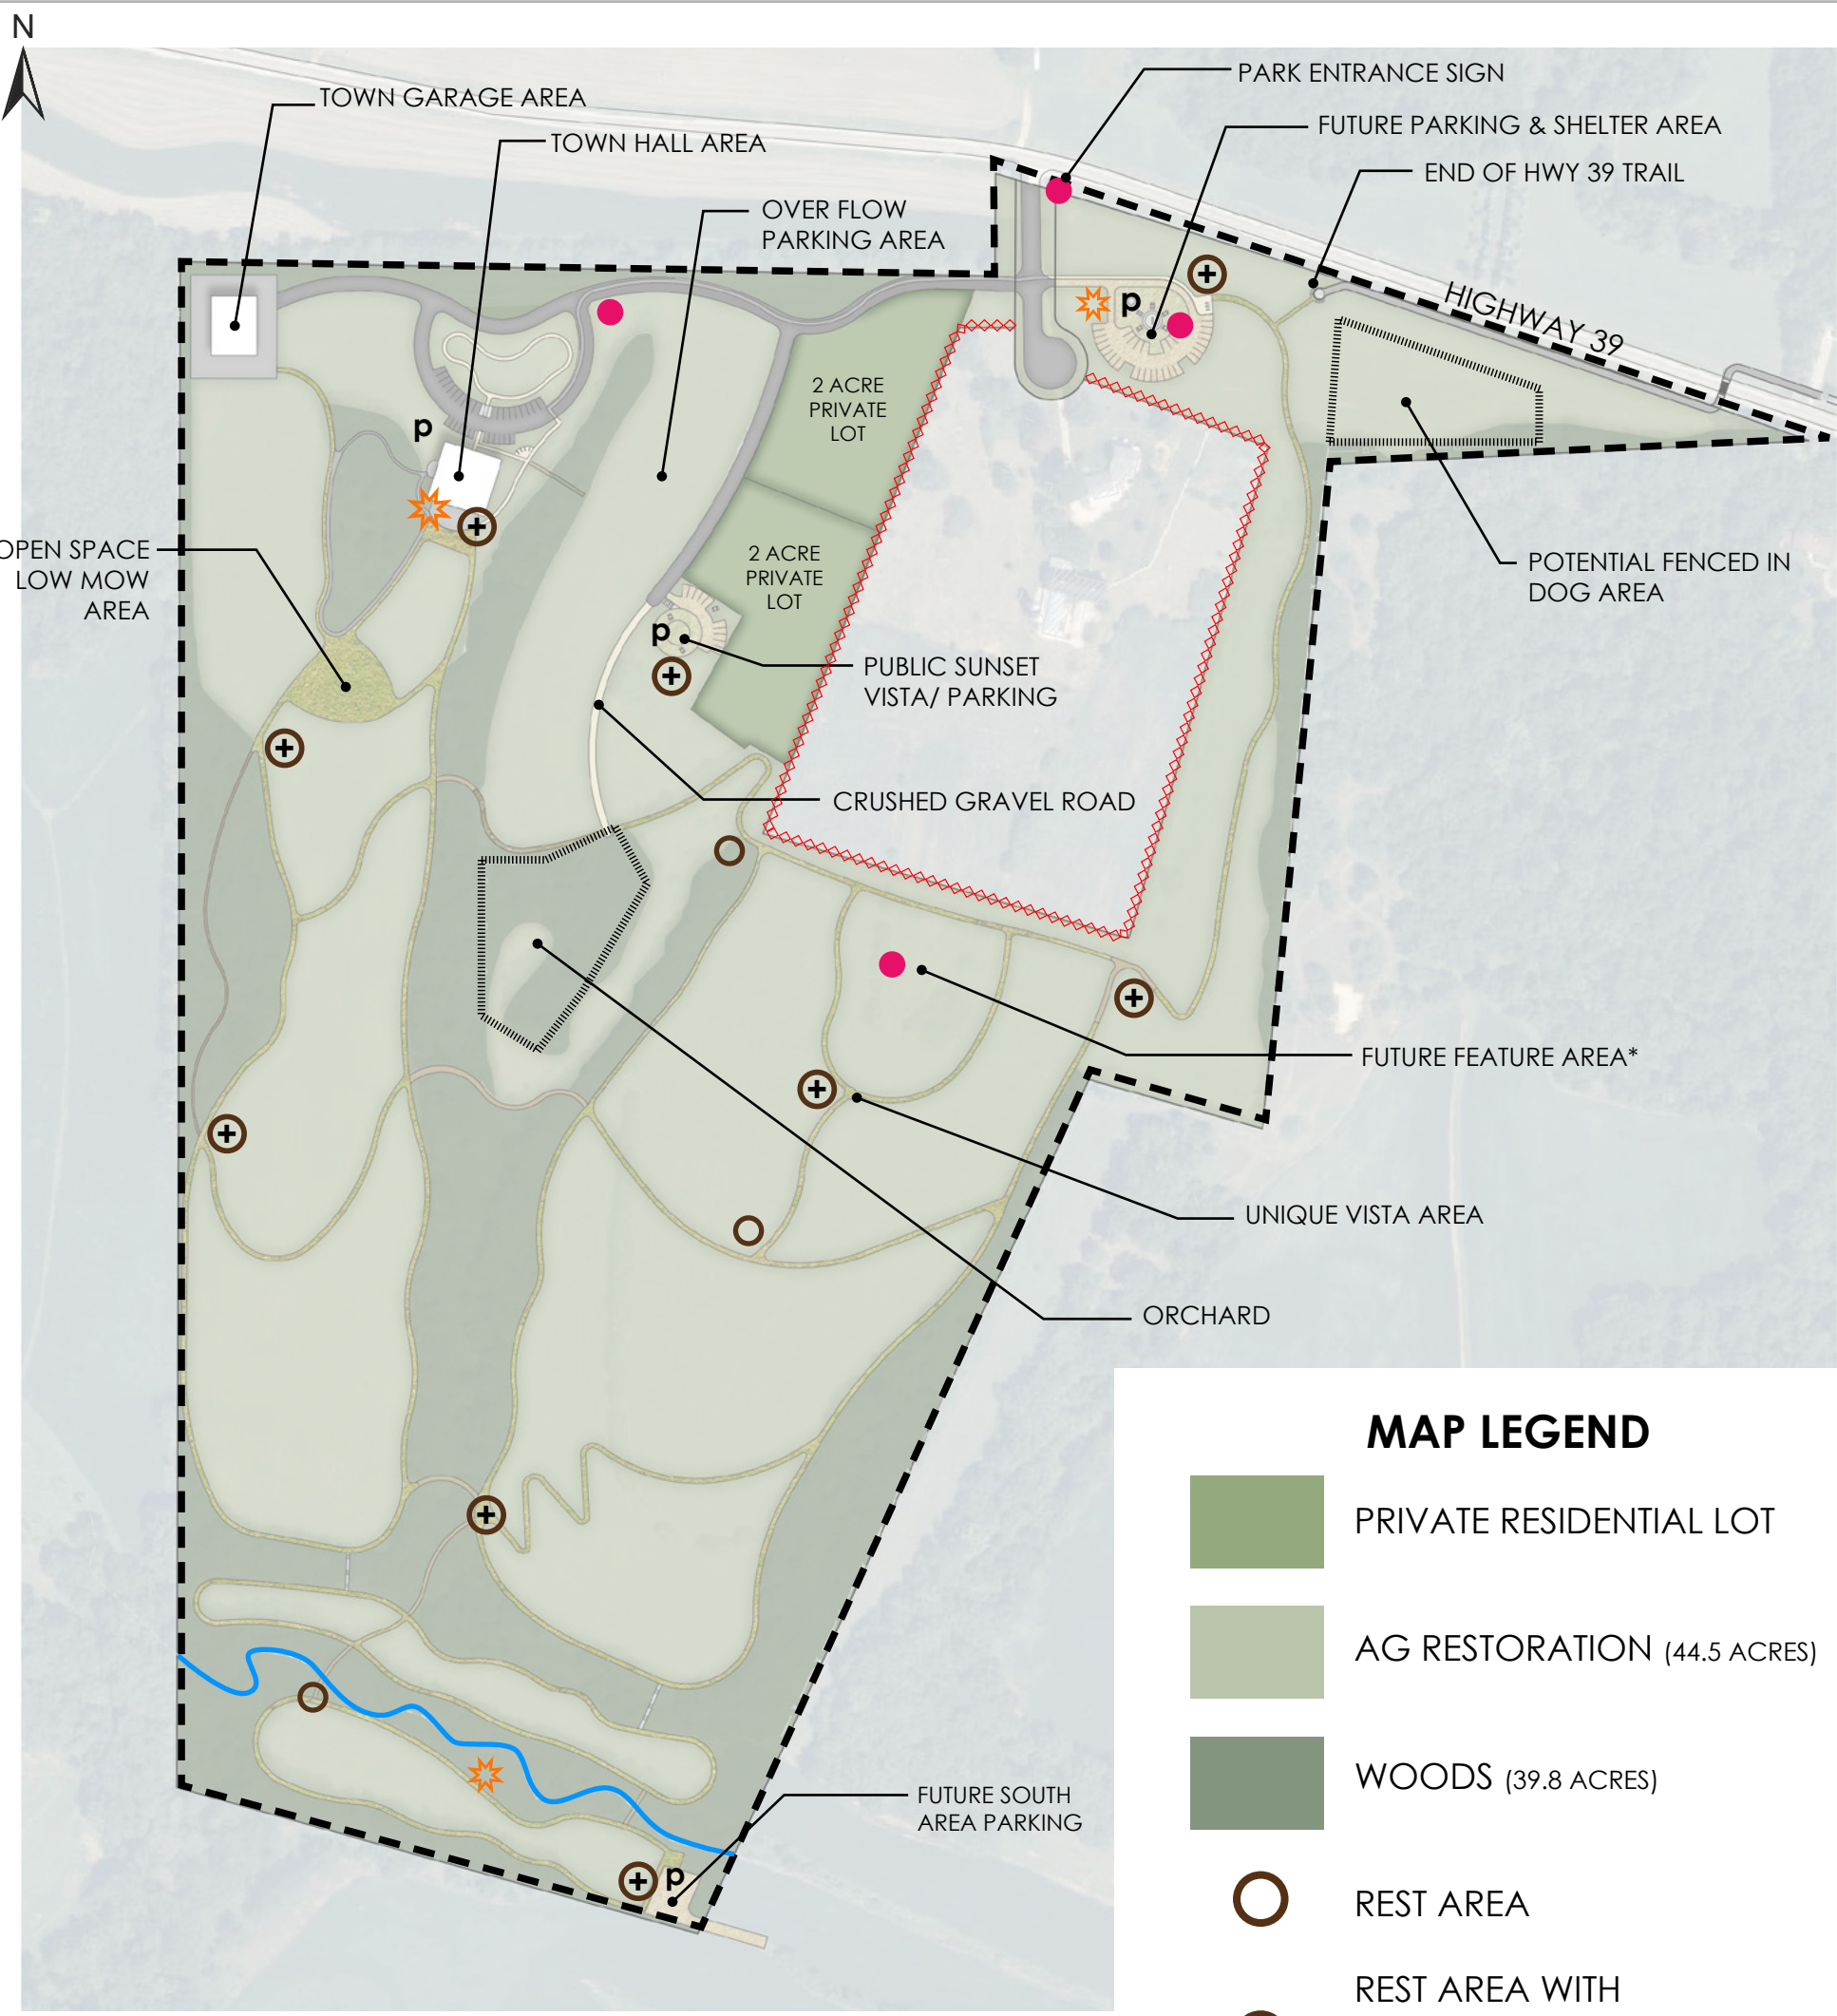 N
PARK ENTRANCE SIGN
TOWN GARAGE AREA
FUTURE PARKING & SHELTER AREA
TOWN HALL AREA
END OF HWY 39 TRAIL
OVER FLOW
PARKING AREA
HIGHWAY 39
p
2 ACRE
PRIVATE
LOT
p
OPEN SPACE
LOW MOW
AREA
2 ACRE
PRIVATE
LOT
POTENTIAL FENCED IN
DOG AREA
p
PUBLIC SUNSET
VISTA/ PARKING
CRUSHED GRAVEL ROAD
FUTURE FEATURE AREA*
UNIQUE VISTA AREA
ORCHARD
FUTURE SOUTH
AREA PARKING
p
MAP LEGEND
PRIVATE RESIDENTIAL LOT
AG RESTORATION (44.5 ACRES)
WOODS (39.8 ACRES)
REST AREA
REST AREA WITH